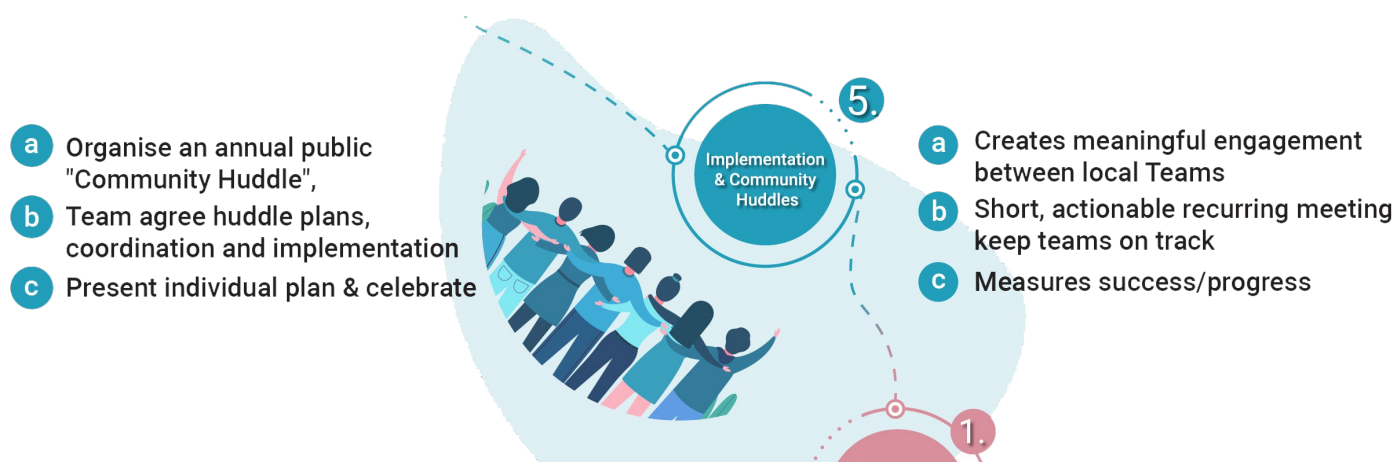 5.
Implementation
& Community
Huddles
a Organise an annual public
"Community Huddle",
b Team agree huddle plans,
coordination and implementation
c Present individual plan & celebrate
a Creates meaningful engagement
between local Teams
b Short, actionable recurring meeting
keep teams on track
c Measures success/progress
1.